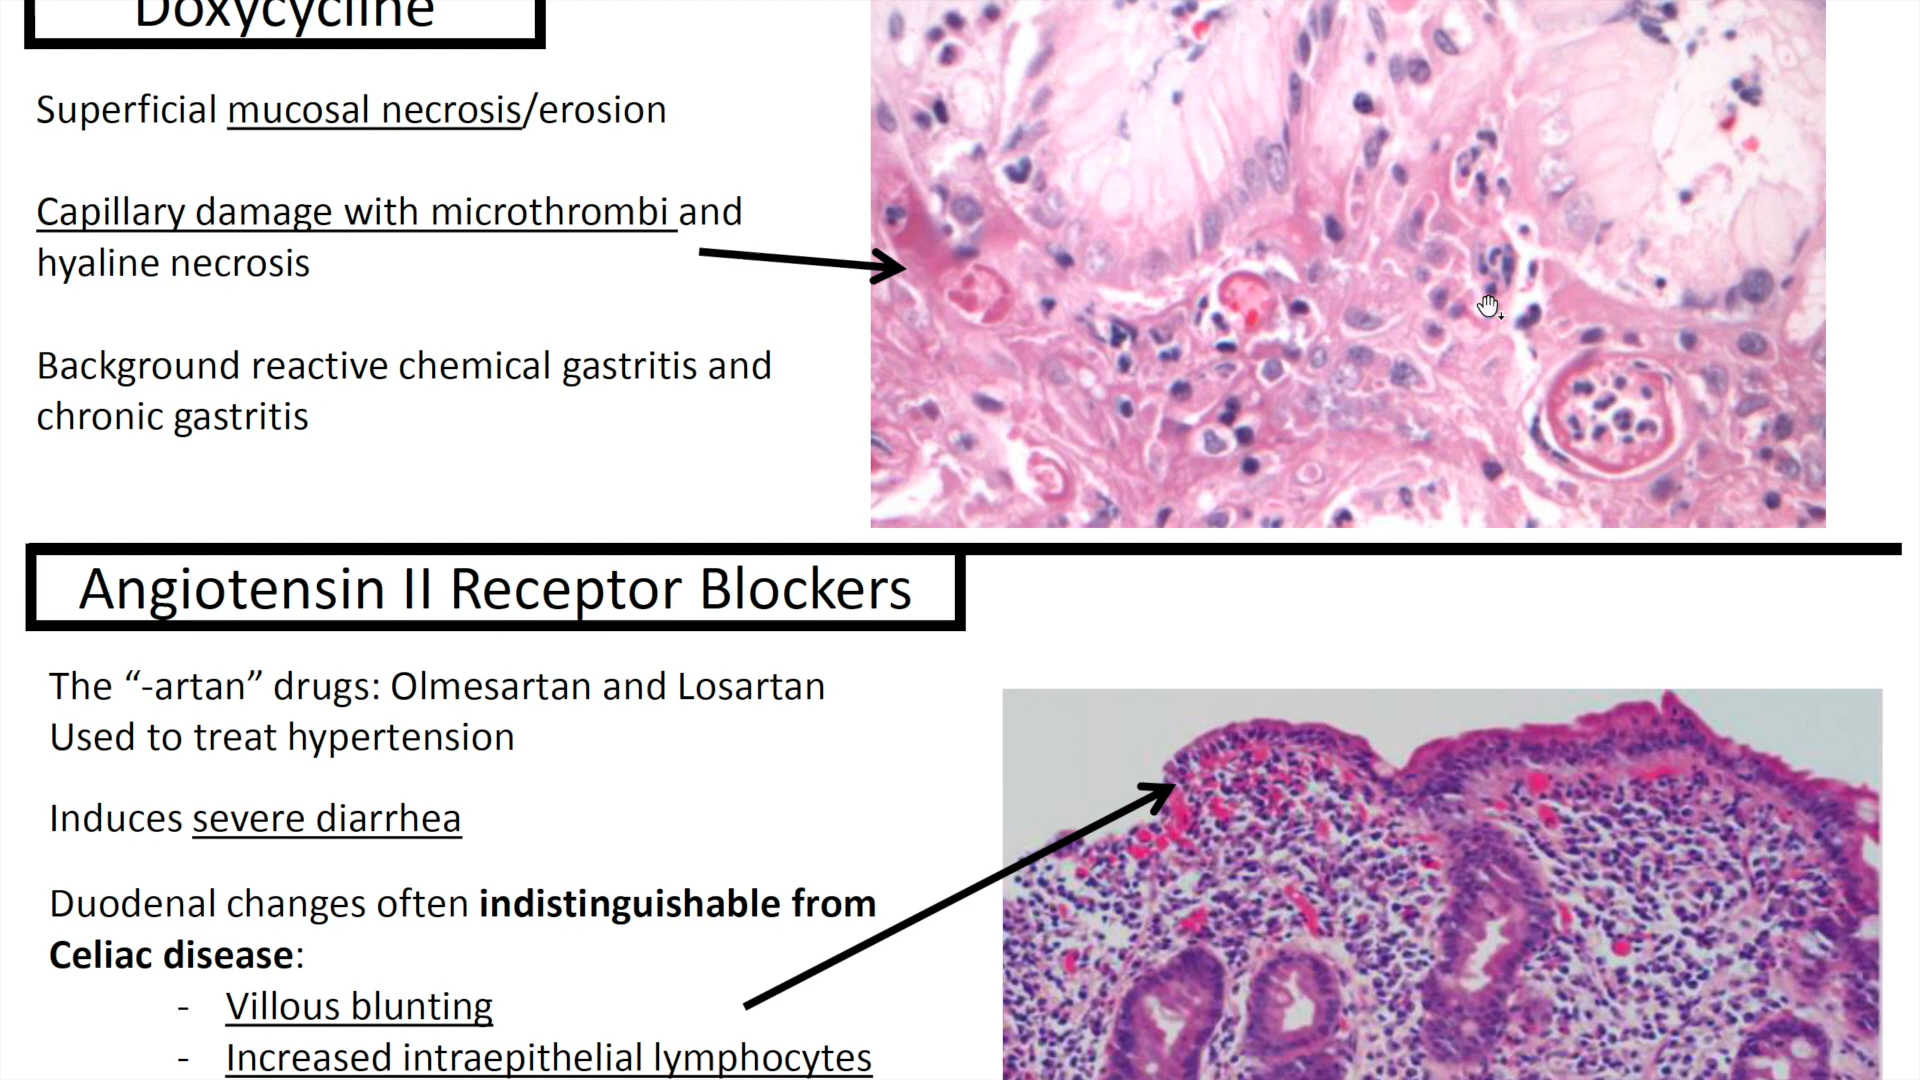 Doxycycline
Superficial mucosal necrosis/erosion
Capillary damage with microthrombi and
hyaline necrosis
Background reactive chemical gastritis and
chronic gastritis
Angiotensin II Receptor Blockers
The “-artan” drugs: Olmesartan and Losartan
Used to treat hypertension
Induces severe diarrhea
Duodenal changes often indistinguishable from
Celiac disease:
- Villous blunting
- Increased intraepithelial lymphocytes